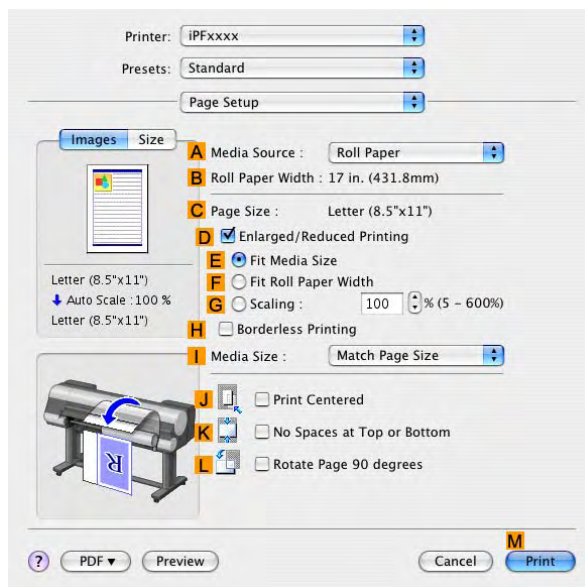 Printer: iPFxxxx
Presets: Standard
Page Setup
Images Size
A Media Source : Roll Paper
B Roll Paper Width : 17 in. (431.8mm)
C Page Size : Letter (8.5"x11")
D Enlarged/Reduced Printing
E Fit Media Size
F Fit Roll Paper Width
G Scaling : 100 % (5 - 600%)
H Borderless Printing
I Media Size : Match Page Size
Letter (8.5"x11")
Auto Scale :100 %
Letter (8.5"x11")
J Print Centered
K No Spaces at Top or Bottom
L Rotate Page 90 degrees
R
M
? PDF Preview Cancel Print